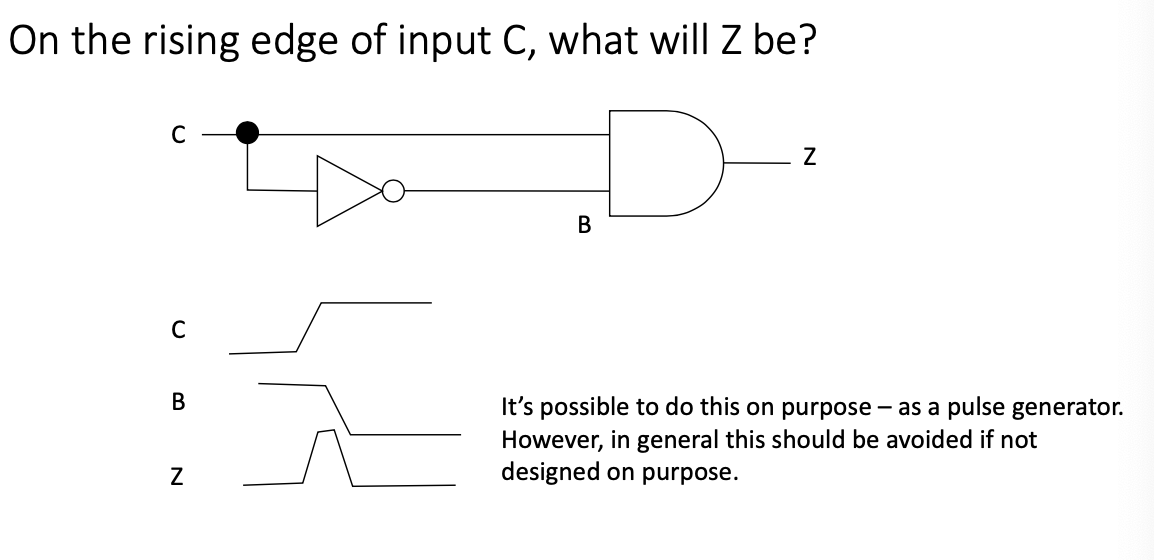 On the rising edge of input C, what will Z be?
C
Z
B
C
B
It’s possible to do this on purpose – as a pulse generator.
However, in general this should be avoided if not
Z
designed on purpose.